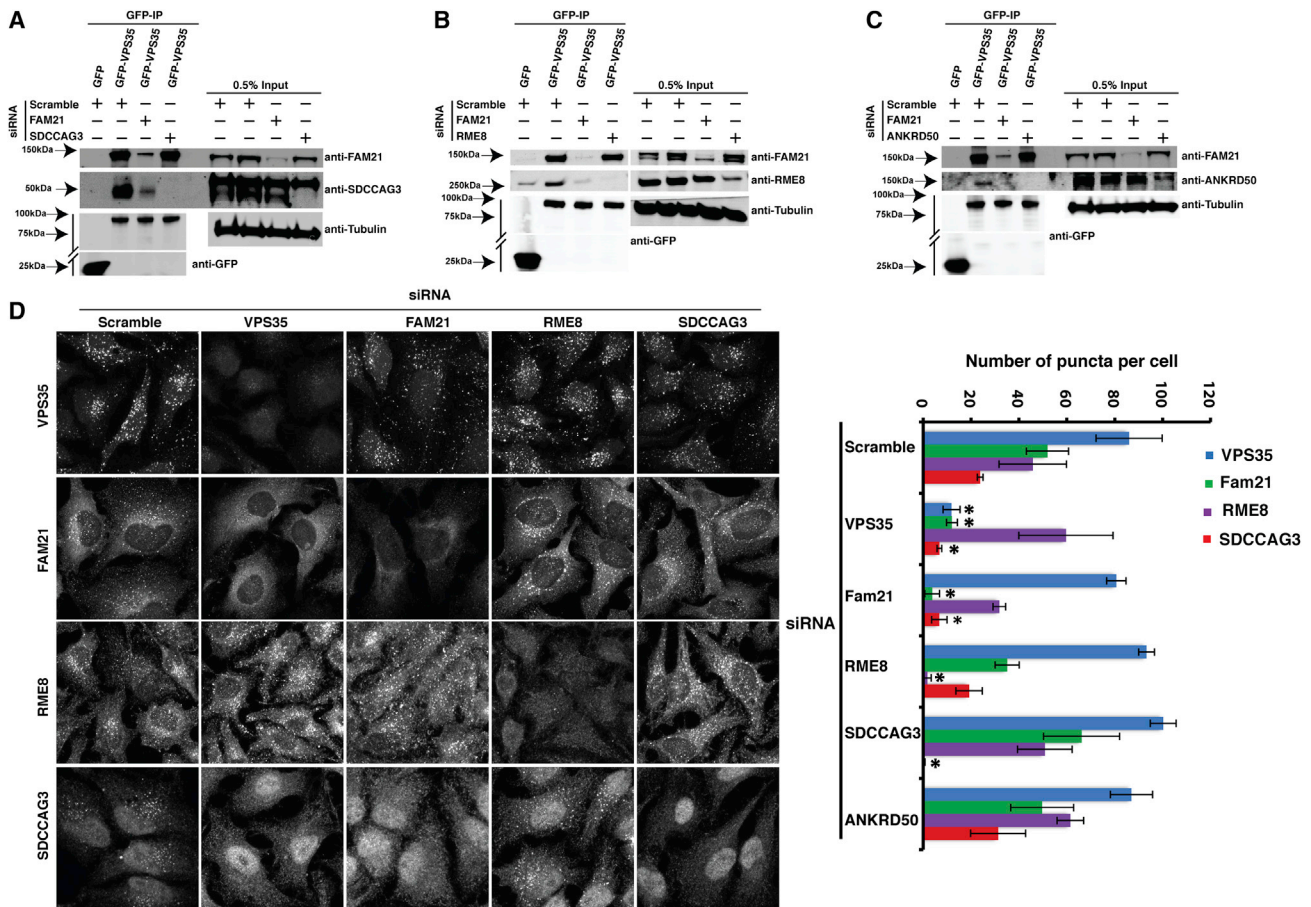 A
GFP-IP
GFP
GFP-VPS35
GFP-VPS35
GFP-VPS35
0.5% Input
siRNA
Scramble + + – – + + – –
FAM21 – – + – – – + –
SDCCAG3 – – – + – – – +
150kDa
anti-FAM21
50kDa
anti-SDCCAG3
100kDa
75kDa
anti-Tubulin
25kDa
anti-GFP
B
GFP-IP
GFP
GFP-VPS35
GFP-VPS35
GFP-VPS35
0.5% Input
siRNA
Scramble + + – – + + – –
FAM21 – – + – – – + –
RME8 – – – + – – – +
150kDa
anti-FAM21
250kDa
anti-RME8
100kDa
75kDa
anti-Tubulin
anti-GFP
25kDa
C
GFP-IP
GFP
GFP-VPS35
GFP-VPS35
GFP-VPS35
0.5% Input
siRNA
Scramble + + – – + + – –
FAM21 – – + – – – + –
ANKRD50 – – – + – – – +
150kDa
anti-FAM21
150kDa
anti-ANKRD50
100kDa
75kDa
anti-Tubulin
anti-GFP
25kDa
D
siRNA
Scramble VPS35 FAM21 RME8 SDCCAG3
VPS35
FAM21
RME8
SDCCAG3
Number of puncta per cell
0 20 40 60 80 100 120
siRNA
Scramble
VPS35
* 
*
*
Fam21
*
*
RME8
*
SDCCAG3
*
ANKRD50
VPS35
Fam21
RME8
SDCCAG3